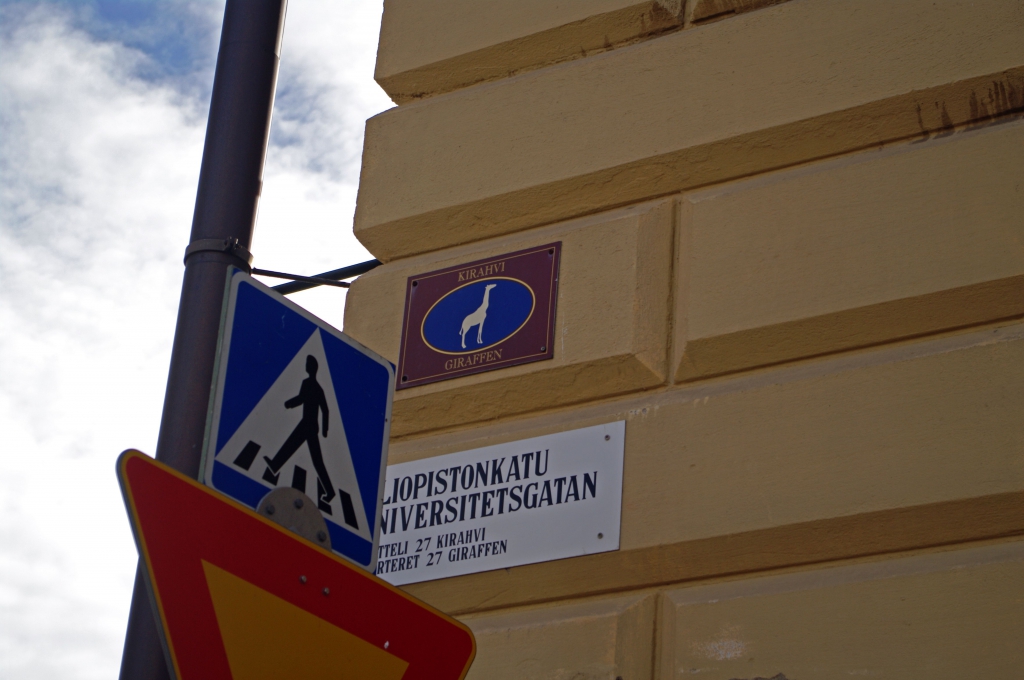 KIRAHVI
GIRAFFEN
LIOPISTONKATU
NIVERSITETSGATAN
TTELI 27 KIRAHVI
RTERET 27 GIRAFFEN